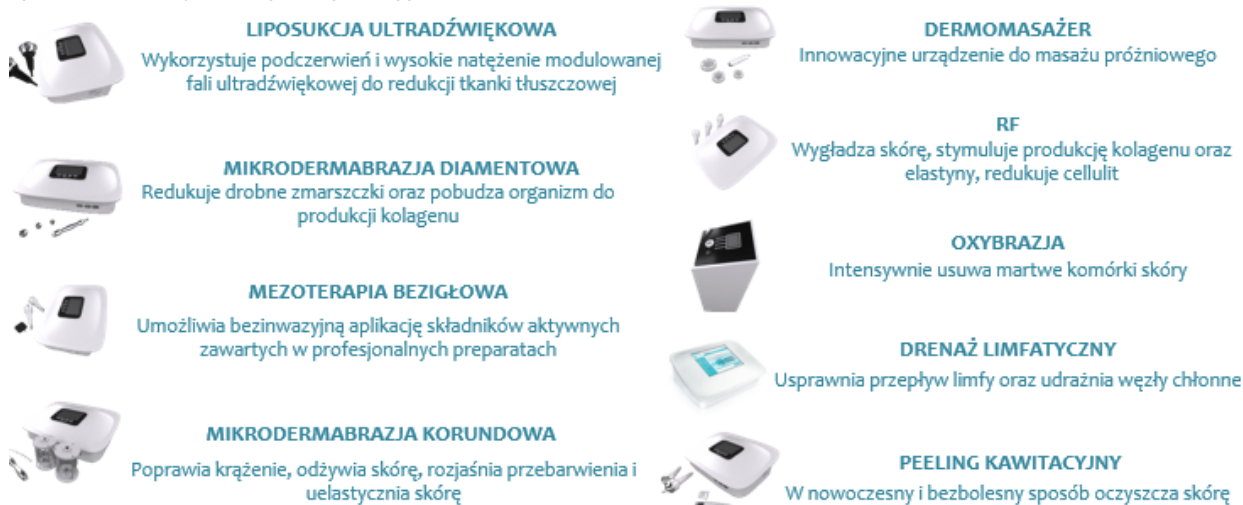 LIPOSUKCJA ULTRADŹWIĘKOWA
Wykorzystuje podczerwień i wysokie natężenie modulowanej
fali ultradźwiękowej do redukcji tkanki tłuszczowej
MIKRODERMABRAZJA DIAMENTOWA
Redukuje drobne zmarszczki oraz pobudza organizm do
produkcji kolagenu
MEZOTERAPIA BEZIGŁOWA
Umożliwia bezinwazyjną aplikację składników aktywnych
zawartych w profesjonalnych preparatach
MIKRODERMABRAZJA KORUNDOWA
Poprawia krążenie, odżywia skórę, rozjaśnia przebarwienia i
uelastycznia skórę
DERMOMASAŻER
Innowacyjne urządzenie do masażu próżniowego
RF
Wygładza skórę, stymuluje produkcję kolagenu oraz
elastyny, redukuje cellulit
OXYBRAZJA
Intensywnie usuwa martwe komórki skóry
DRENAŻ LIMFATYCZNY
Usprawnia przepływ limfy oraz udrażnia węzły chłonne
PEELING KAWITACYJNY
W nowoczesny i bezbolesny sposób oczyszcza skórę